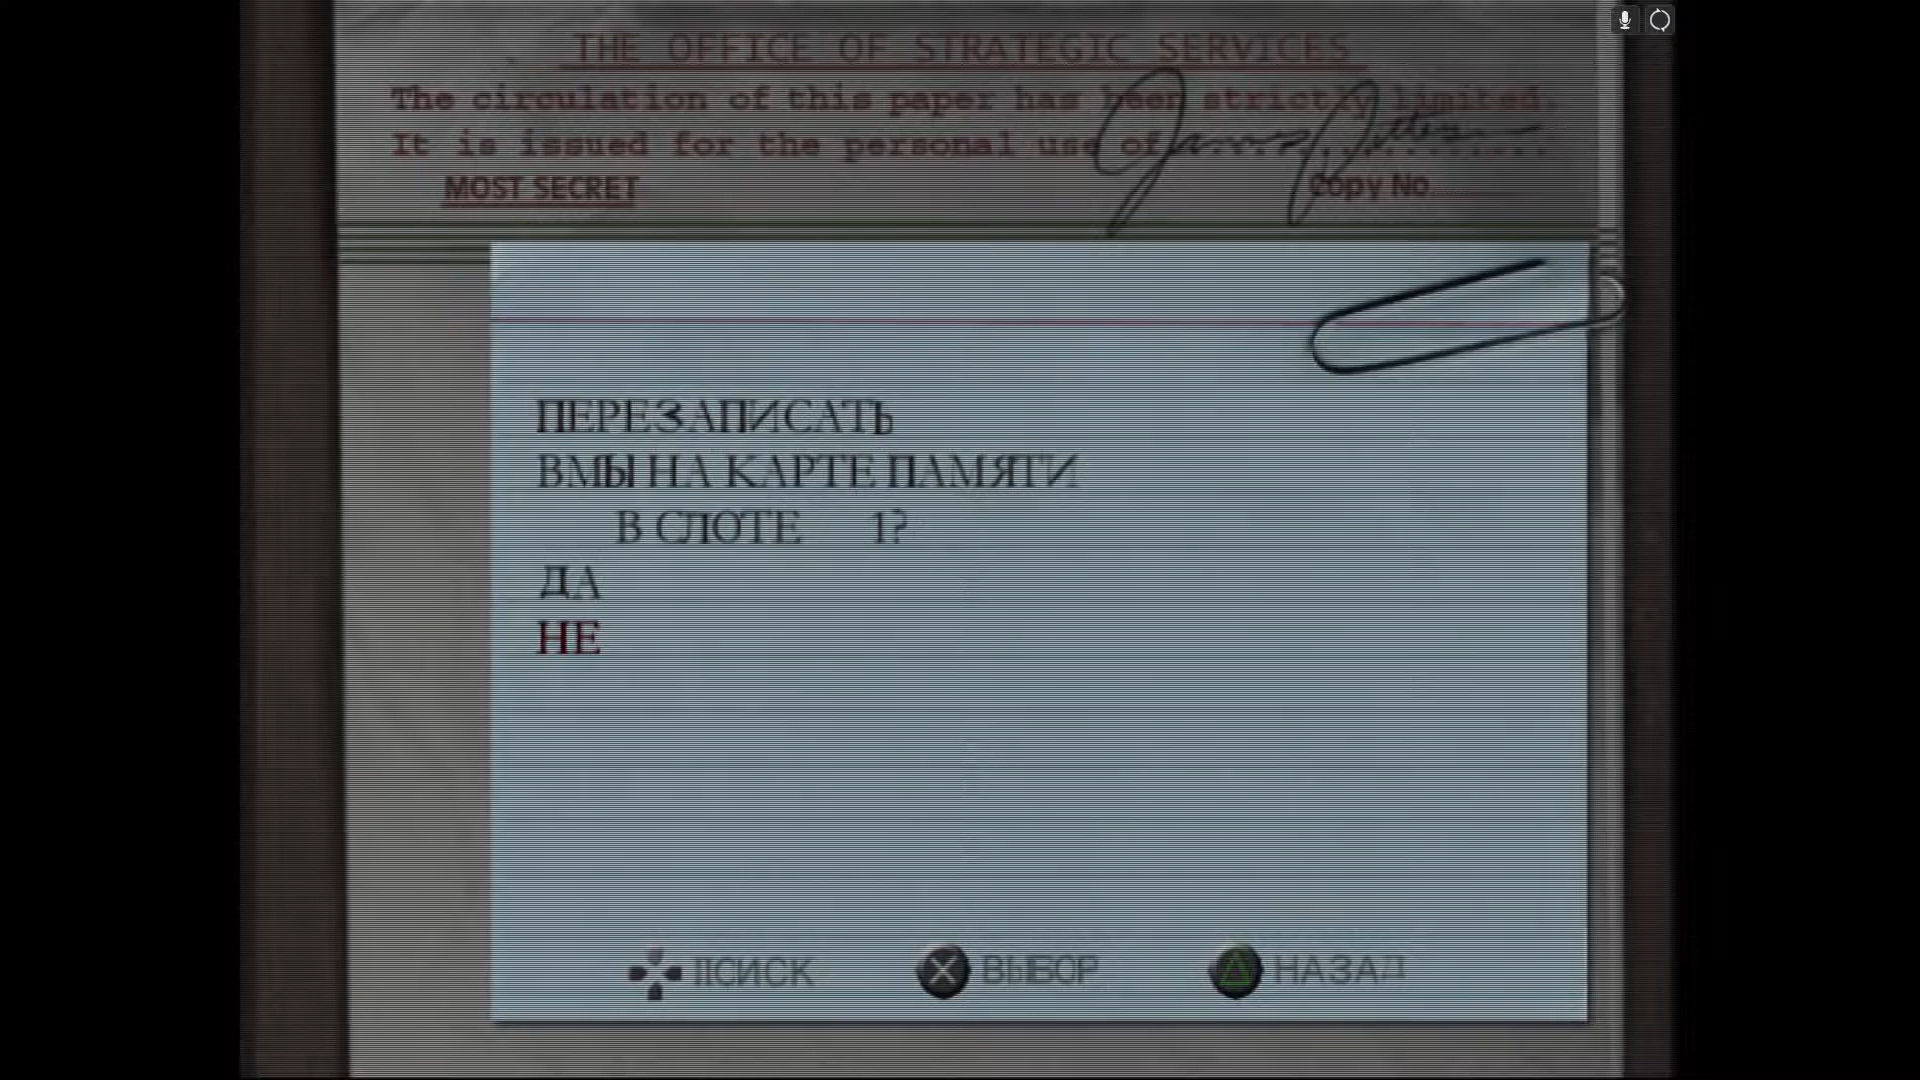 THE OFFICE OF STRATEGIC SERVICES
The circulation of this paper has been strictly limited.
It is issued for the personal use of
MOST SECRET
Copy No
ПЕРЕЗАПИСАТЬ
ВМЫ НА КАРТЕ ПАМЯТИ
В СЛОТЕ 1?
ДА
НЕ
ПОИСК ВЫБОР НАЗАД